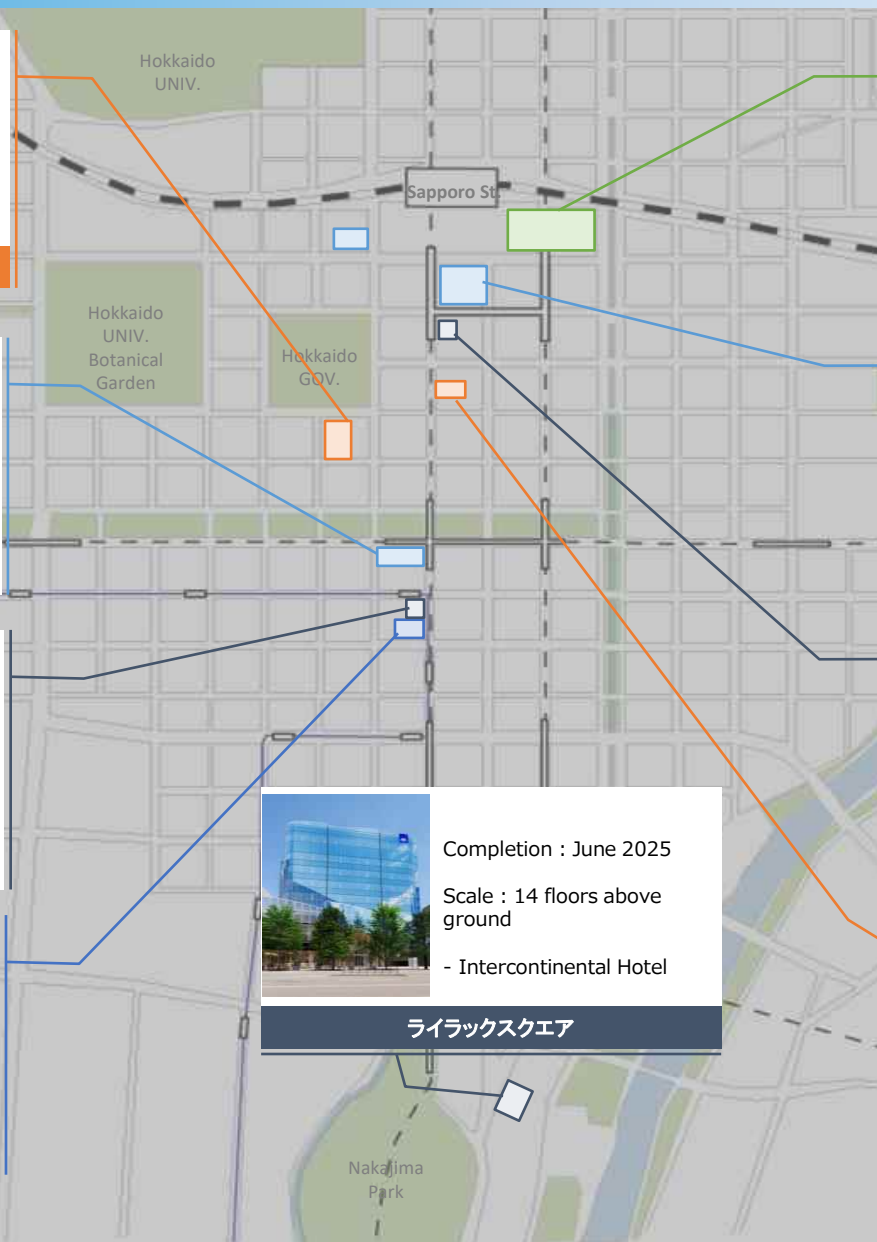 Hokkaido
UNIV.
Sapporo St.
Hokkaido
UNIV.
Botanical
Garden
Hokkaido
GOV.
Completion : June 2025
Scale : 14 floors above
ground
- Intercontinental Hotel
ライラックスクエア
Nakajima
Park